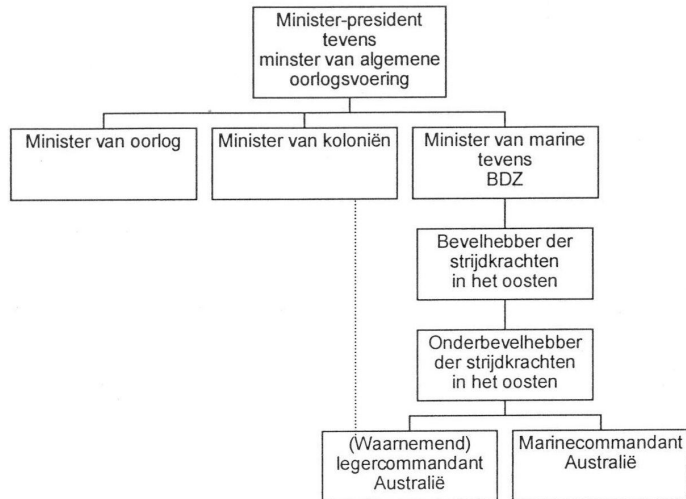 Minister-president
tevens
minster van algemene
oorlogsvoering
Minister van oorlog
Minister van koloniën
Minister van marine
tevens
BDZ
Bevelhebber der
strijdkrachten
in het oosten
Onderbevelhebber
der strijdkrachten
in het oosten
(Waarnemend)
legercommandant
Australië
Marinecommandant
Australië